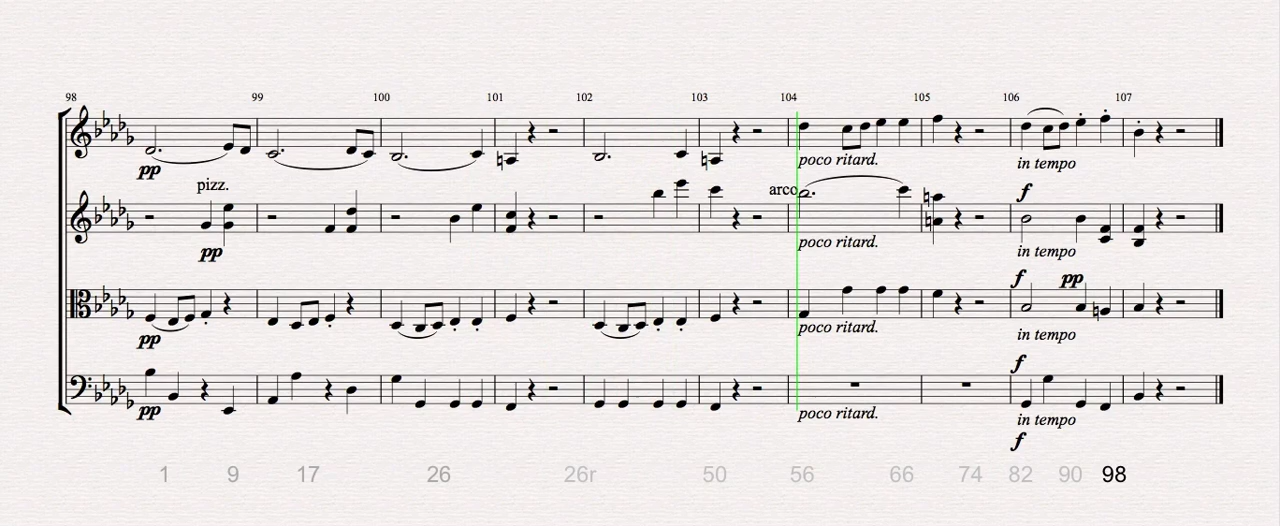 98 99 100 101 102 103 104 105 106 107
pp poco ritard. in tempo
pizz. arco f
pp poco ritard. in tempo
f pp
pp poco ritard. in tempo
f
pp poco ritard. in tempo
f
1 9 17 26 26r 50 56 66 74 82 90 98